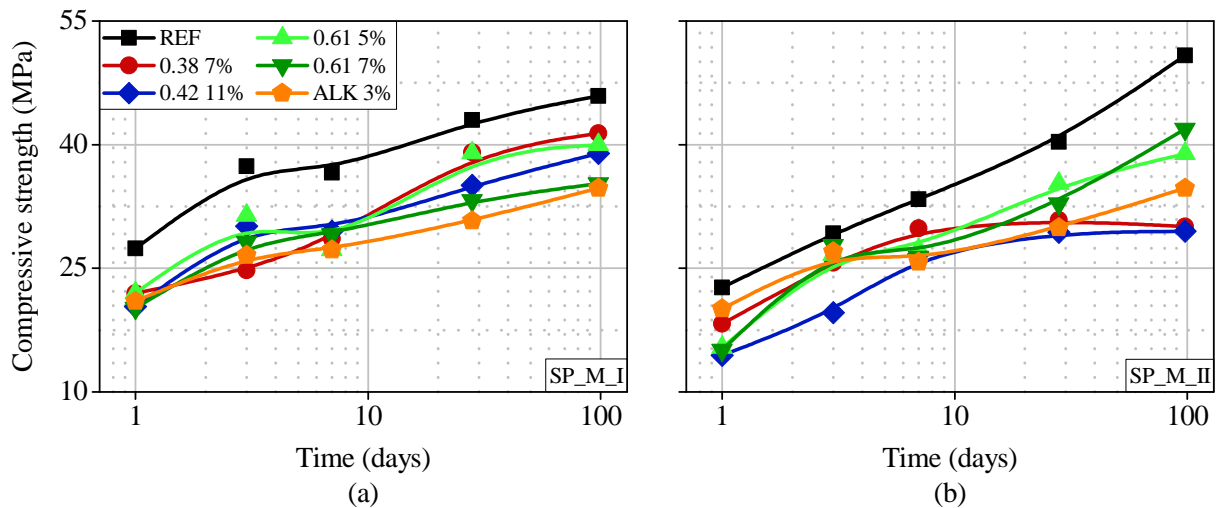 Compressive strength (MPa)
55
40
25
10
REF
0.38 7%
0.42 11%
0.61 5%
0.61 7%
ALK 3%
SP_M_I
1
10
100
Time (days)
(a)
SP_M_II
1
10
100
Time (days)
(b)